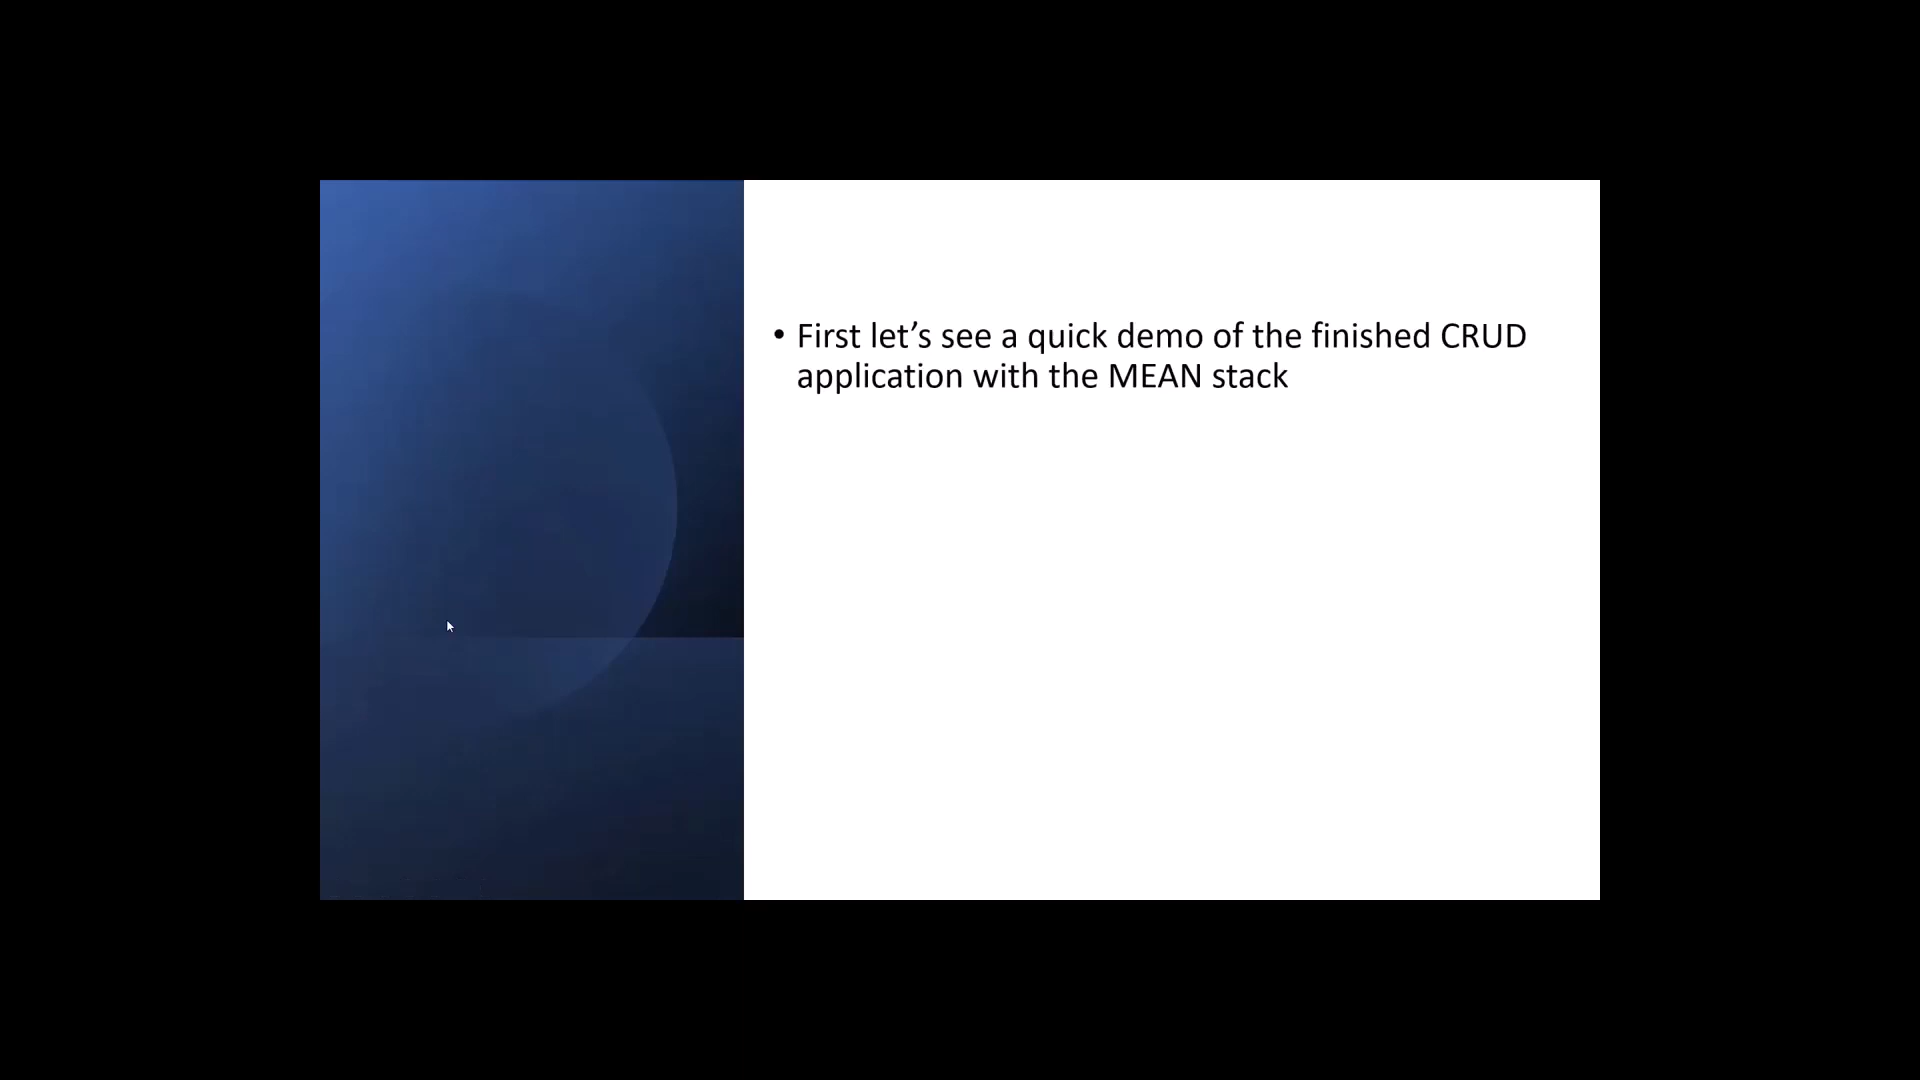 • First let’s see a quick demo of the finished CRUD
application with the MEAN stack